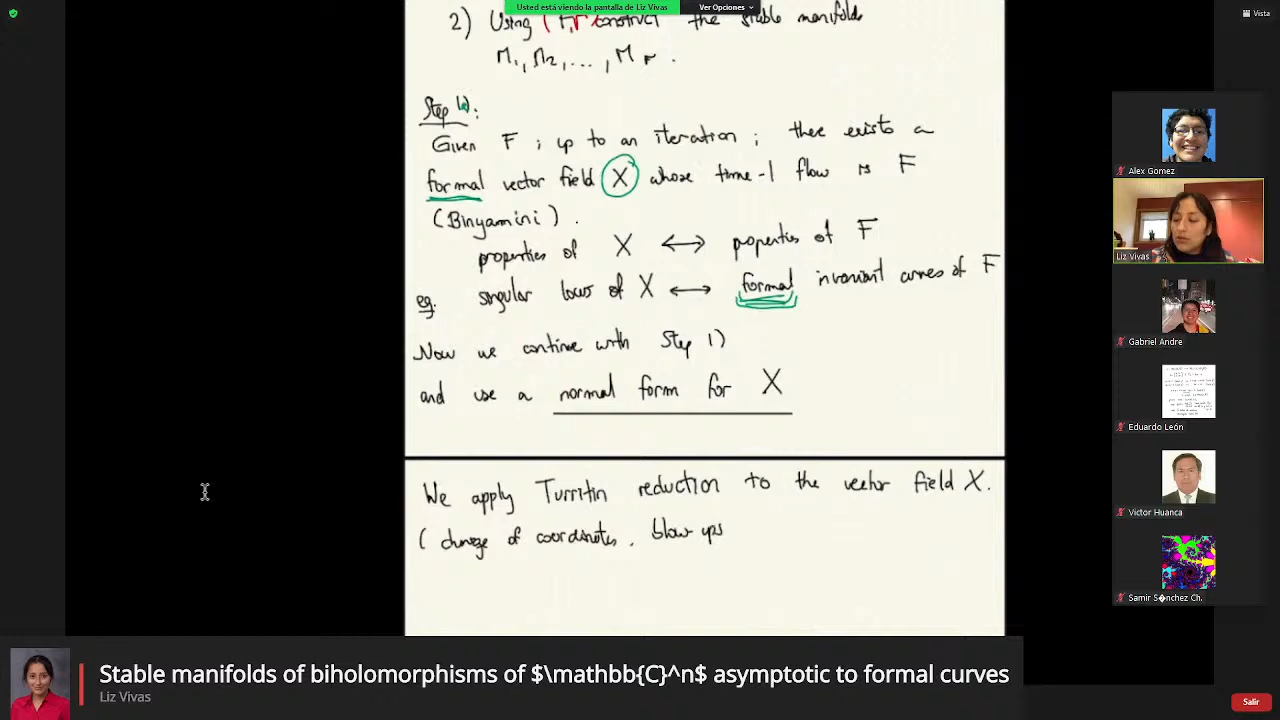 Usted está viendo la pantalla de Liz Vivas
Ver Opciones
Vista
2) Using ( Γ, construct the stable manifolds
M1, M2, ..., Mr.
Step 1a):
Given F ; up to an iteration ; there exists a
formal vector field X whose time-1 flow is F
(Binyamini).
properties of X ↔ properties of F
eg. singular locus of X ↔ formal invariant curves of F
Now we continue with Step 1)
and use a normal form for X
We apply Turritin reduction to the vector field X.
( change of coordinates, blow ups
Alex Gomez
Liz Vivas
Gabriel Andre
Eduardo León
Victor Huanca
Samir S�nchez Ch.
Stable manifolds of biholomorphisms of $\mathbb{C}^n$ asymptotic to formal curves
Liz Vivas
Salir